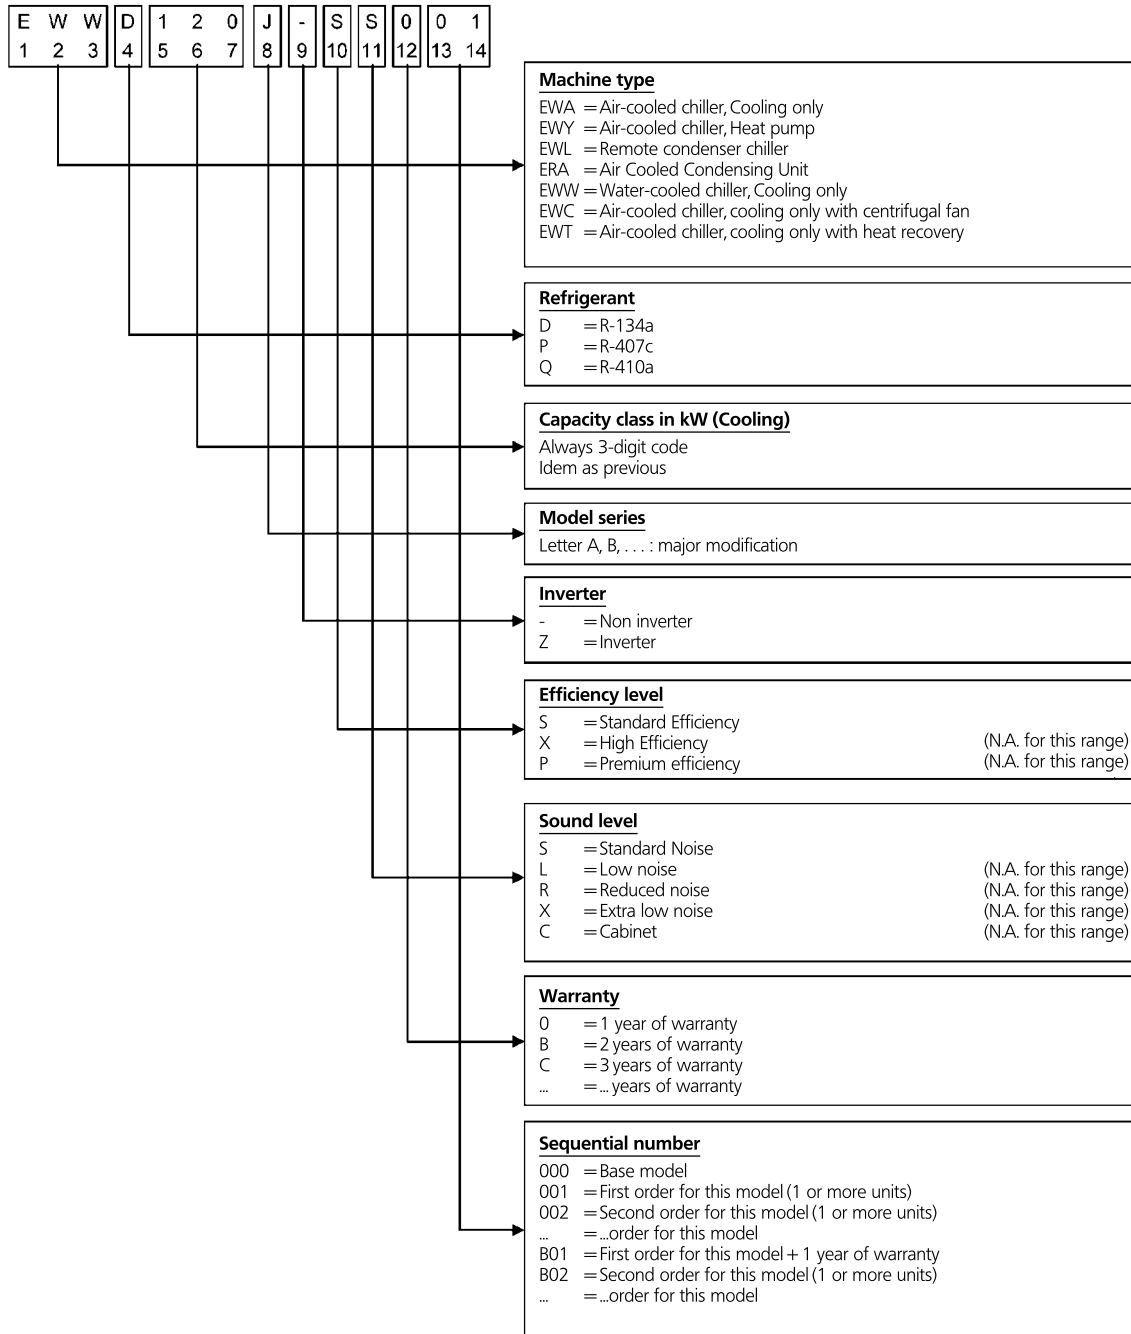 E W W D 1 2 0 J - S S 0 0 1
1 2 3 4 5 6 7 8 9 10 11 12 13 14
Machine type
EWA =Air-cooled chiller, Cooling only
EWY =Air-cooled chiller, Heat pump
EWL =Remote condenser chiller
ERA =Air Cooled Condensing Unit
EWW =Water-cooled chiller, Cooling only
EWC =Air-cooled chiller, cooling only with centrifugal fan
EWT =Air-cooled chiller, cooling only with heat recovery
Refrigerant
D =R-134a
P =R-407c
Q =R-410a
Capacity class in kW (Cooling)
Always 3-digit code
Idem as previous
Model series
Letter A, B, . . . : major modification
Inverter
- =Non inverter
Z =Inverter
Efficiency level
S =Standard Efficiency
X =High Efficiency (N.A. for this range)
P =Premium efficiency (N.A. for this range)
Sound level
S =Standard Noise
L =Low noise (N.A. for this range)
R =Reduced noise (N.A. for this range)
X =Extra low noise (N.A. for this range)
C =Cabinet (N.A. for this range)
Warranty
0 =1 year of warranty
B =2 years of warranty
C =3 years of warranty
... =... years of warranty
Sequential number
000 =Base model
001 =First order for this model (1 or more units)
002 =Second order for this model (1 or more units)
... =...order for this model
B01 =First order for this model + 1 year of warranty
B02 =Second order for this model (1 or more units)
... =...order for this model